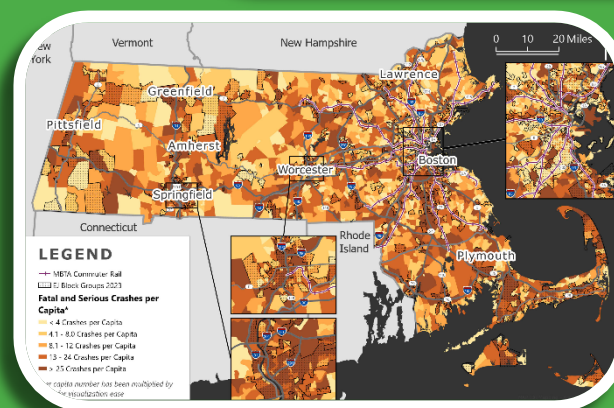 New
York
Vermont
New Hampshire
0 10 20 Miles
Lawrence
Greenfield
Pittsfield
Amherst
Boston
Worcester
Springfield
Connecticut
Rhode
Island
Plymouth
LEGEND
MBTA Commuter Rail
EJ Block Groups 2023
Fatal and Serious Crashes per
Capita*
< 4 Crashes per Capita
4.1 - 8.0 Crashes per Capita
8.1 - 12 Crashes per Capita
13 - 24 Crashes per Capita
> 25 Crashes per Capita
capita number has been multiplied by
visualization ease